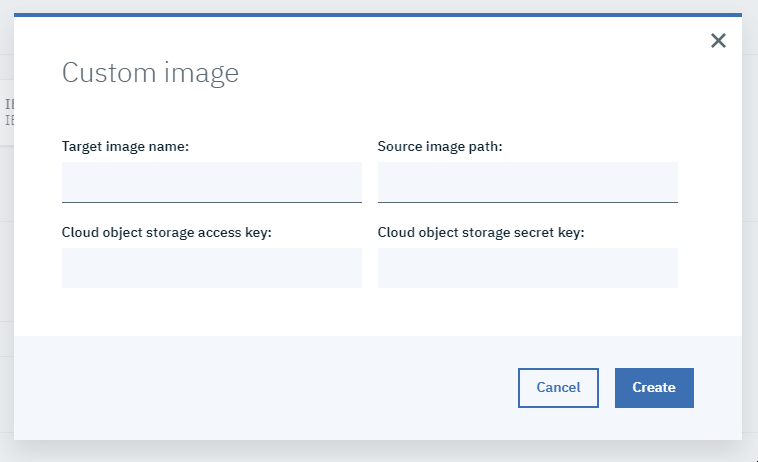 Custom image
Target image name:
Source image path:
Cloud object storage access key:
Cloud object storage secret key:
Cancel
Create